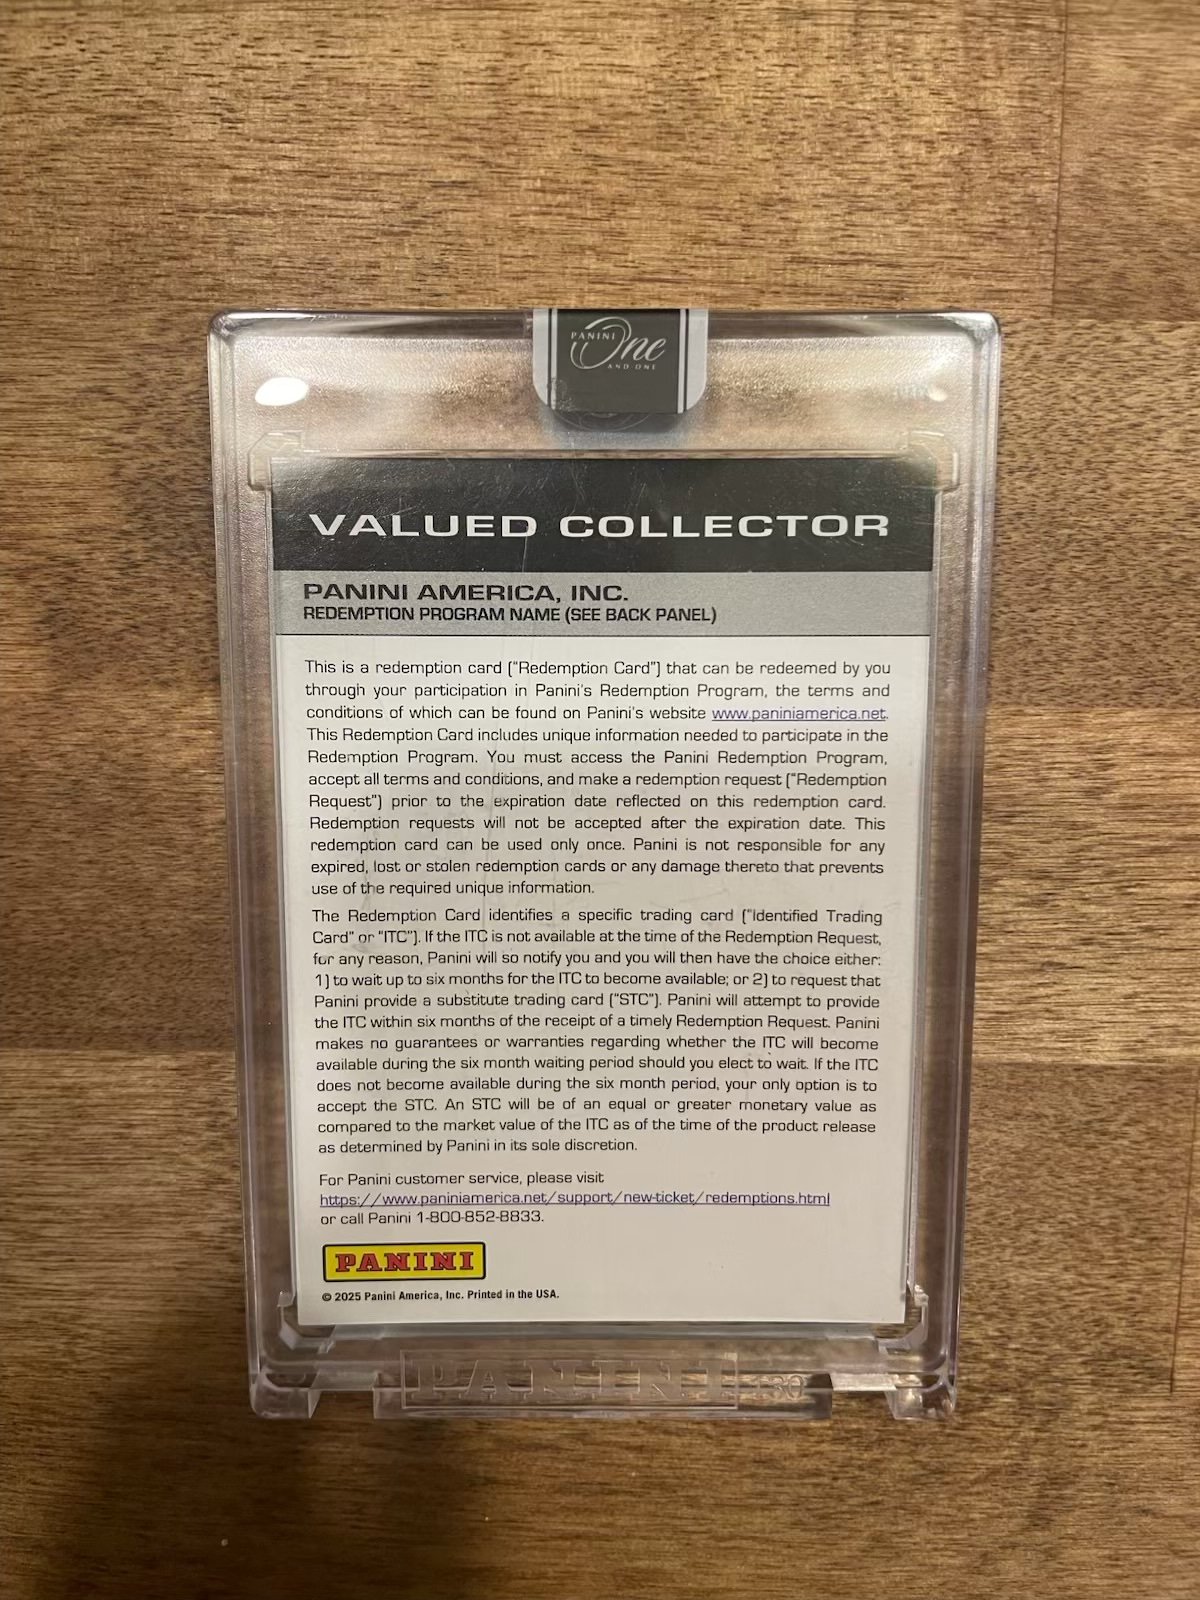 PANINI
One
AND ONE
VALUED COLLECTOR
PANINI AMERICA, INC.
REDEMPTION PROGRAM NAME (SEE BACK PANEL)
This is a redemption card ("Redemption Card") that can be redeemed by you
through your participation in Panini's Redemption Program, the terms and
conditions of which can be found on Panini's website www.paniniamerica.net.
This Redemption Card includes unique information needed to participate in the
Redemption Program. You must access the Panini Redemption Program,
accept all terms and conditions, and make a redemption request ("Redemption
Request") prior to the expiration date reflected on this redemption card.
Redemption requests will not be accepted after the expiration date. This
redemption card can be used only once. Panini is not responsible for any
expired, lost or stolen redemption cards or any damage thereto that prevents
use of the required unique information.
The Redemption Card identifies a specific trading card ("Identified Trading
Card" or "ITC"). If the ITC is not available at the time of the Redemption Request,
for any reason, Panini will so notify you and you will then have the choice either:
1) to wait up to six months for the ITC to become available; or 2) to request that
Panini provide a substitute trading card ("STC"). Panini will attempt to provide
the ITC within six months of the receipt of a timely Redemption Request. Panini
makes no guarantees or warranties regarding whether the ITC will become
available during the six month waiting period should you elect to wait. If the ITC
does not become available during the six month period, your only option is to
accept the STC. An STC will be of an equal or greater monetary value as
compared to the market value of the ITC as of the time of the product release
as determined by Panini in its sole discretion.
For Panini customer service, please visit
https://www.paniniamerica.net/support/new-ticket/redemptions.html
or call Panini 1-800-852-8833.
PANINI
© 2025 Panini America, Inc. Printed in the USA.
PANINI 130